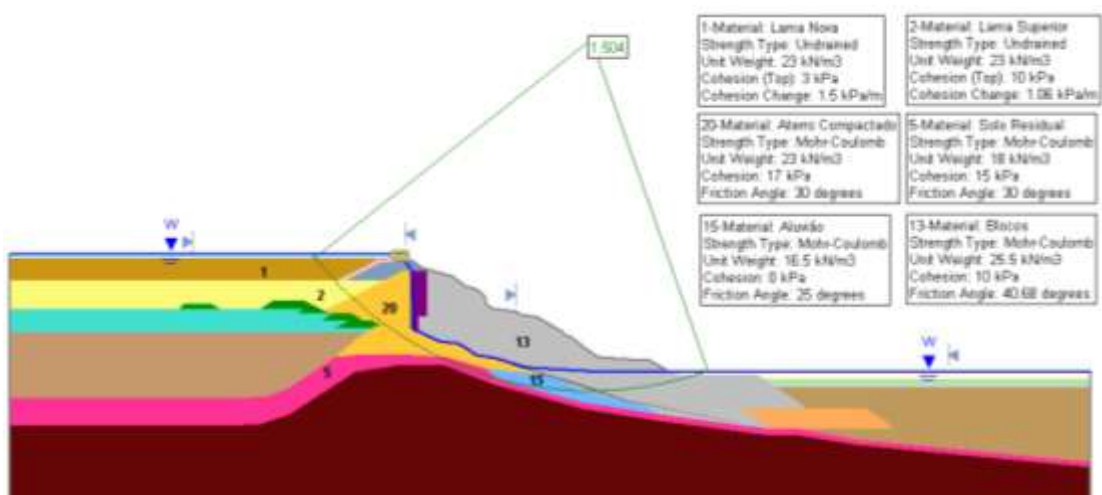 1.504
1-Material: Lama Nova
Strength Type: Undrained
Unit Weight: 23 kN/m3
Cohesion (Top): 3 kPa
Cohesion Change: 1.5 kPa/m
2-Material: Lama Superior
Strength Type: Undrained
Unit Weight: 23 kN/m3
Cohesion (Top): 10 kPa
Cohesion Change: 1.06 kPa/m
20-Material: Aterro Compactado
Strength Type: Mohr-Coulomb
Unit Weight: 23 kN/m3
Cohesion: 17 kPa
Friction Angle: 30 degrees
5-Material: Solo Residual
Strength Type: Mohr-Coulomb
Unit Weight: 18 kN/m3
Cohesion: 15 kPa
Friction Angle: 30 degrees
15-Material: Aluvião
Strength Type: Mohr-Coulomb
Unit Weight: 16.5 kN/m3
Cohesion: 8 kPa
Friction Angle: 25 degrees
13-Material: Blocos
Strength Type: Mohr-Coulomb
Unit Weight: 25.5 kN/m3
Cohesion: 10 kPa
Friction Angle: 40.68 degrees
W
1
2
20
13
W
5
15